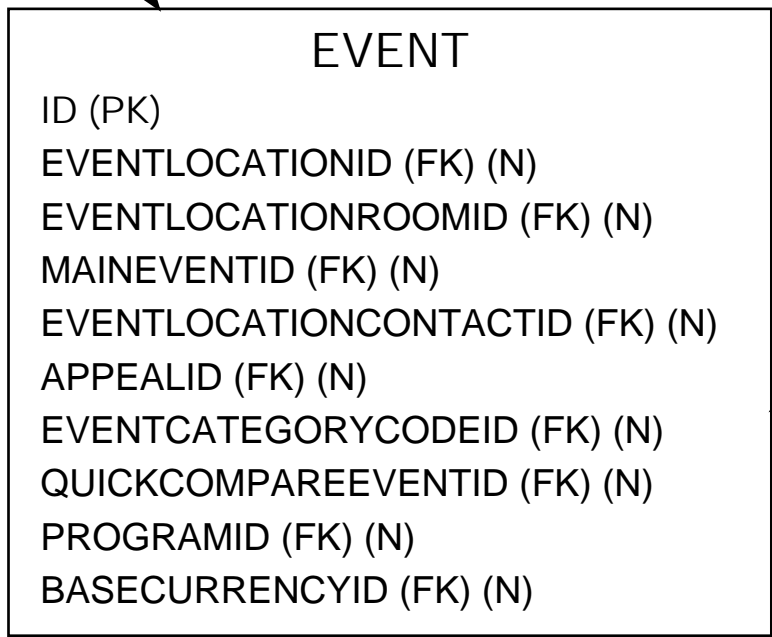 EVENT
ID (PK)
EVENTLOCATIONID (FK) (N)
EVENTLOCATIONROOMID (FK) (N)
MAINEVENTID (FK) (N)
EVENTLOCATIONCONTACTID (FK) (N)
APPEALID (FK) (N)
EVENTCATEGORYCODEID (FK) (N)
QUICKCOMPAREEVENTID (FK) (N)
PROGRAMID (FK) (N)
BASECURRENCYID (FK) (N)